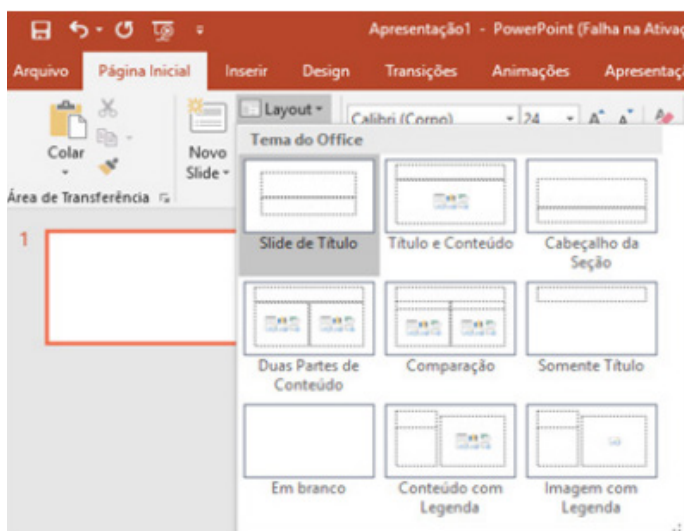 Apresentação1 - PowerPoint (Falha na Ativaç
Arquivo Página Inicial Inserir Design Transições Animações Apresentaçã
Colar
Novo
Slide
Layout
Calibri (Corpo) 24
Área de Transferência
Tema do Office
Slide de Título Título e Conteúdo Cabeçalho da
Seção
1
Duas Partes de
Conteúdo
Comparação Somente Título
Em branco Conteúdo com
Legenda
Imagem com
Legenda